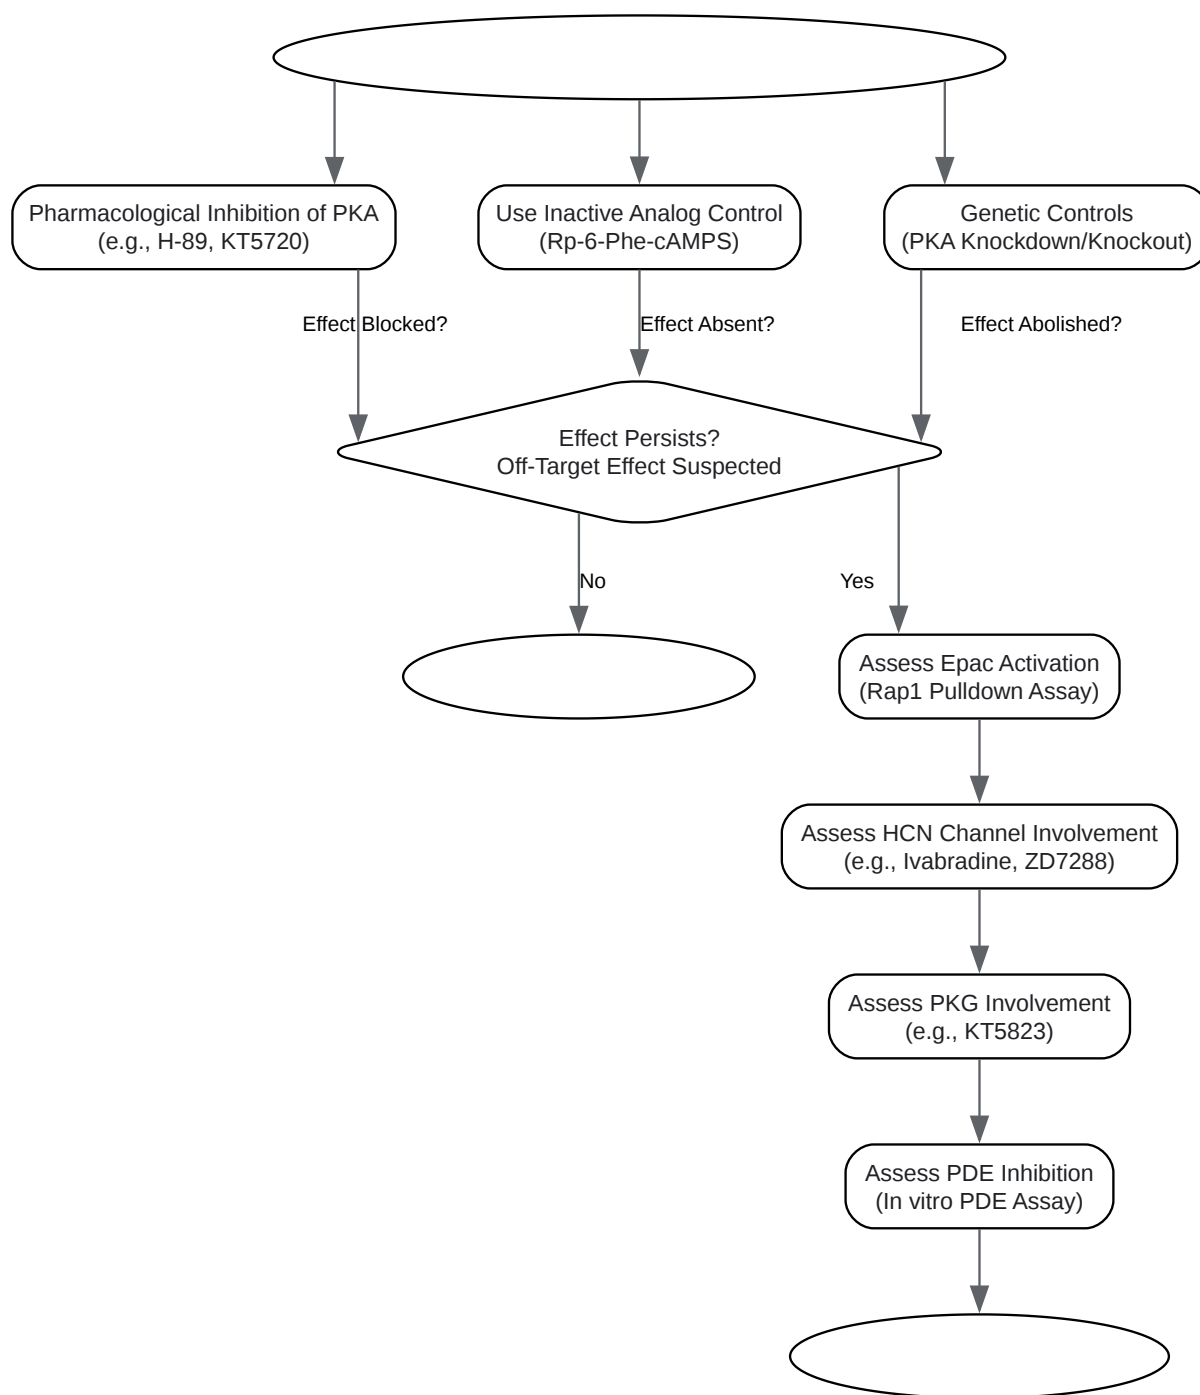 Pharmacological Inhibition of PKA
(e.g., H-89, KT5720)
Use Inactive Analog Control
(Rp-6-Phe-cAMPS)
Genetic Controls
(PKA Knockdown/Knockout)
Effect Blocked?
Effect Absent?
Effect Abolished?
Effect Persists?
Off-Target Effect Suspected
No
Yes
Assess Epac Activation
(Rap1 Pulldown Assay)
Assess HCN Channel Involvement
(e.g., Ivabradine, ZD7288)
Assess PKG Involvement
(e.g., KT5823)
Assess PDE Inhibition
(In vitro PDE Assay)